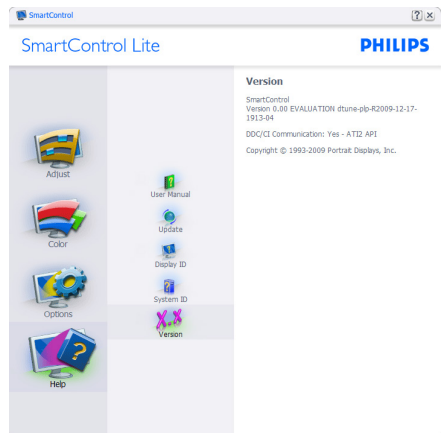 SmartControl
SmartControl Lite
PHILIPS
Adjust
Color
Options
Help
User Manual
Update
Display ID
System ID
X.X
Version
Version
SmartControl
Version 0.00 EVALUATION dtune-plp-R2009-12-17-
1913-04
DDC/CI Communication: Yes - ATI2 API
Copyright © 1993-2009 Portrait Displays, Inc.